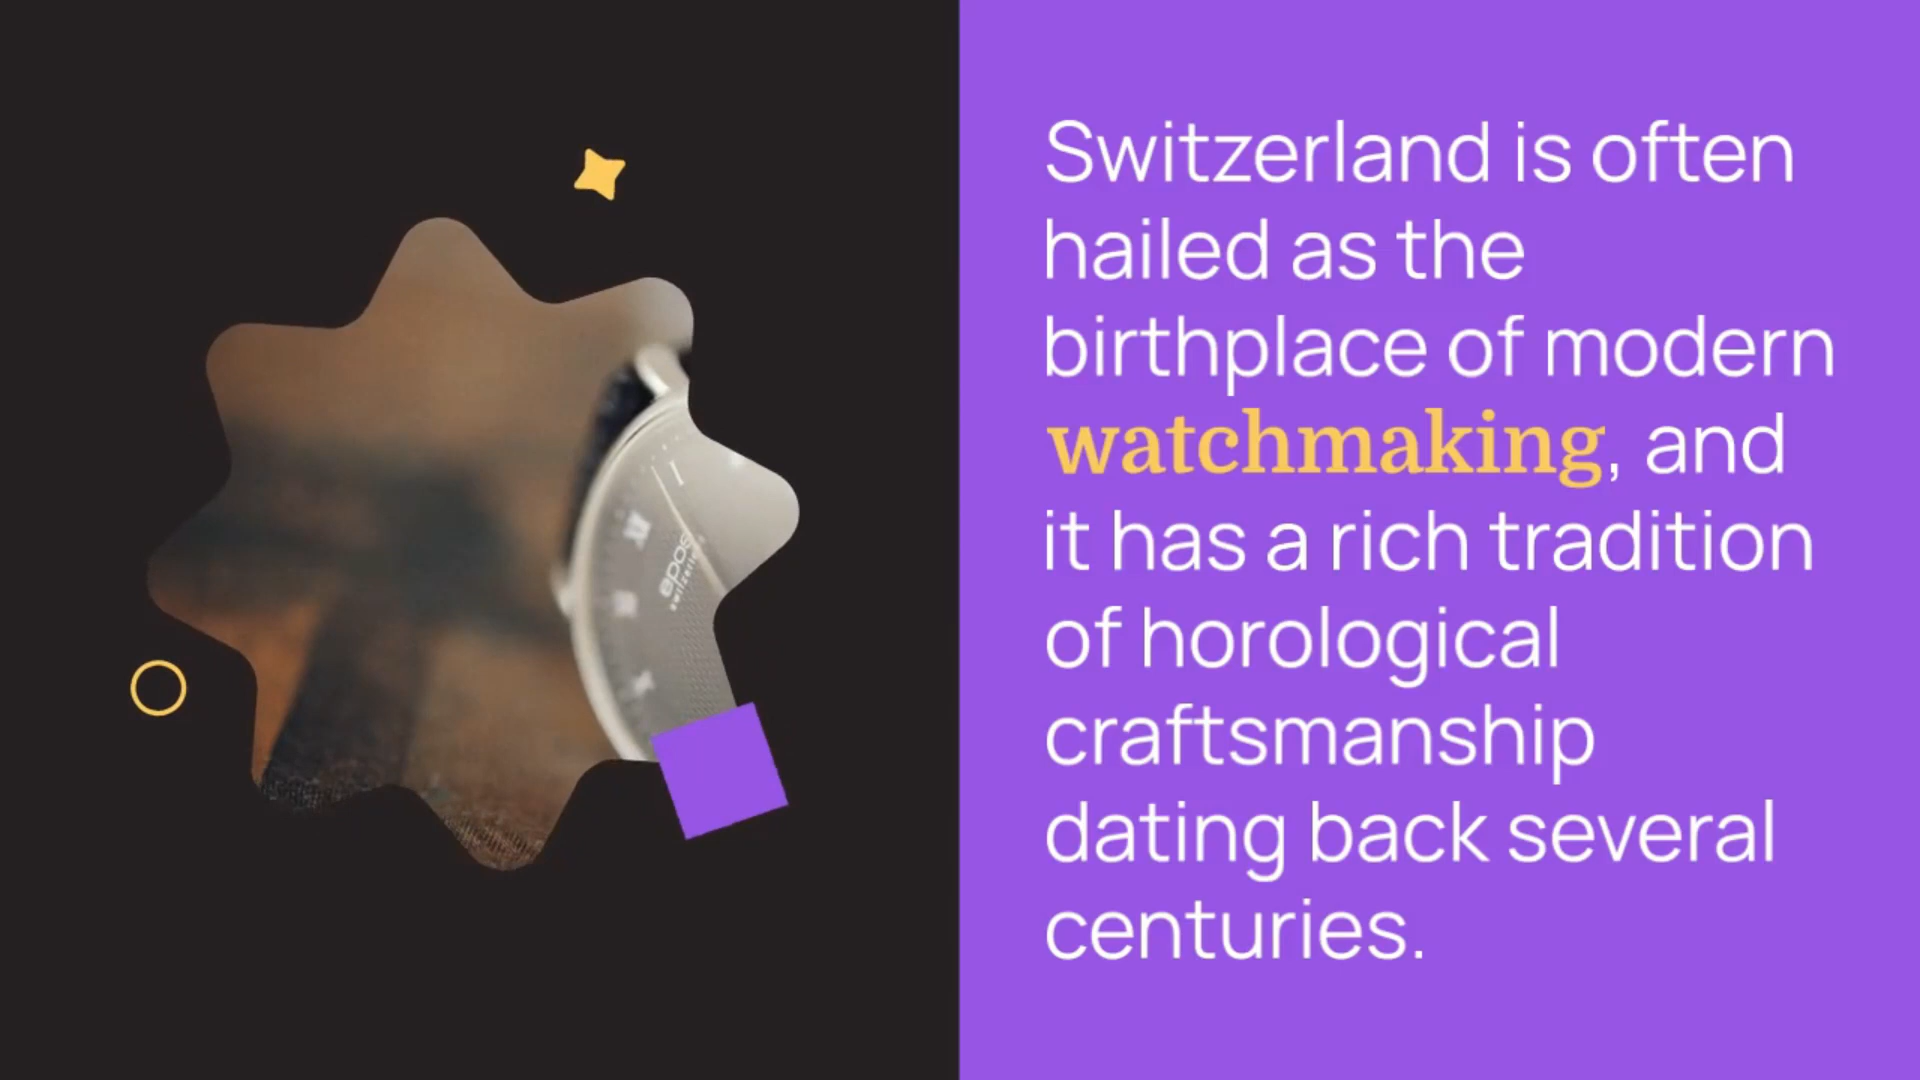 Switzerland is often
hailed as the
birthplace of modern
watchmaking, and
it has a rich tradition
of horological
craftsmanship
dating back several
centuries.
epos